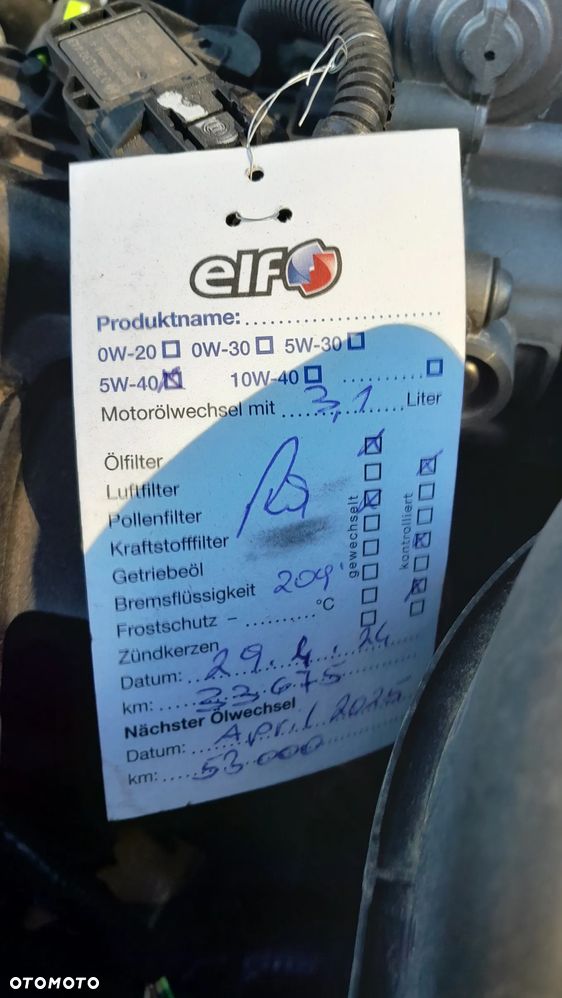 elf
Produktname:........................................
0W-20 ☐ 0W-30 ☐ 5W-30 ☐
5W-40 ☒ 10W-40 ☐ ................ ☐
Motorölwechsel mit ......3,1......Liter
Ölfilter
Luftfilter
Pollenfilter
Kraftstofffilter
Getriebeöl
Bremsflüssigkeit
Frostschutz – ............°C
Zündkerzen
gewechselt
kontrolliert
Datum: 29.4.24
km: 33.675
Nächster Ölwechsel
Datum: April 2025
km: 53 000
OTOMOTO